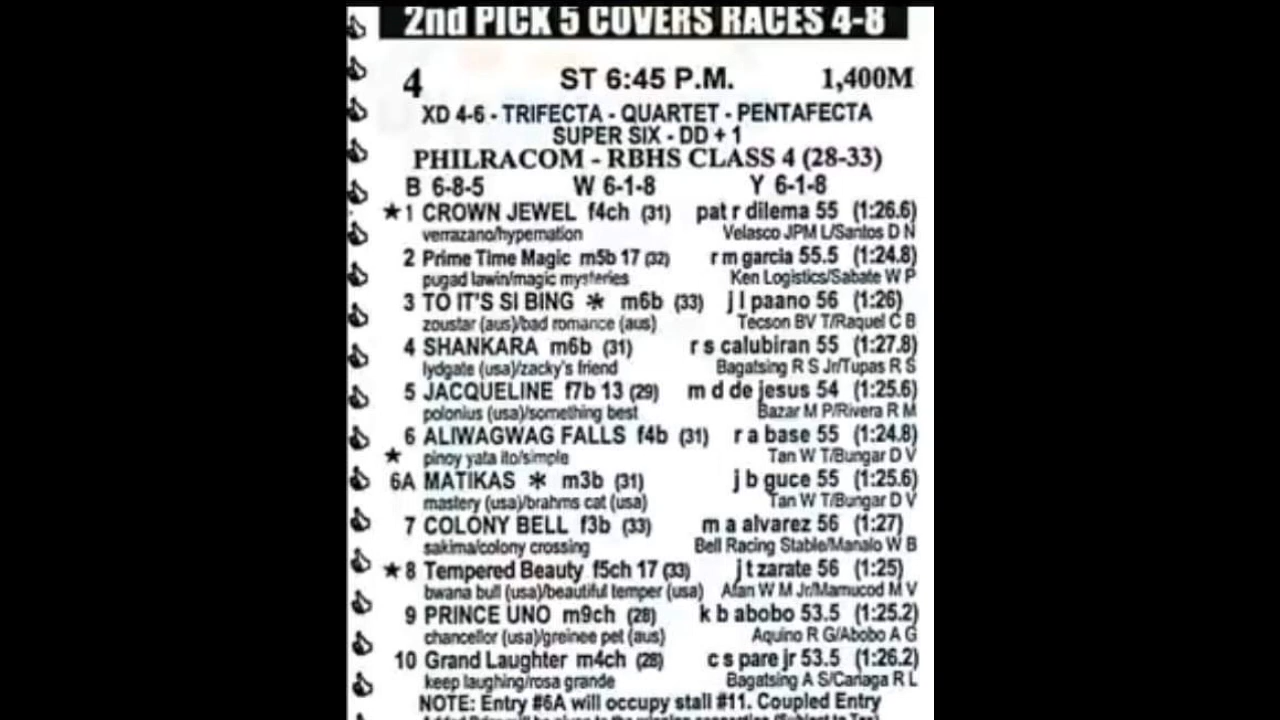 2nd PICK 5 COVERS RACES 4-8
4 ST 6:45 P.M. 1,400M
XD 4-6 - TRIFECTA - QUARTET - PENTAFECTA
SUPER SIX - DD + 1
PHILRACOM - RBHS CLASS 4 (28-33)
B 6-8-5 W 6-1-8 Y 6-1-8
★ 1 CROWN JEWEL f4ch (31) pat r dilema 55 (1:26.6)
verrazano/hypernation Velasco JPM L/Santos D N
2 Prime Time Magic m5b 17 (32) r m garcia 55.5 (1:24.8)
pugad lawin/magic mysteries Ken Logistics/Sabate W P
3 TO IT'S SI BING * m6b (33) j l paano 56 (1:26)
zoustar (aus)/bad romance (aus) Tecson BV T/Raquel C B
4 SHANKARA m6b (31) r s calubiran 55 (1:27.8)
lydgate (usa)/zacky's friend Bagatsing R S Jr/Tupas R S
5 JACQUELINE f7b 13 (29) m d de jesus 54 (1:25.6)
polonius (usa)/something best Bazar M P/Rivera R M
6 ALIWAGWAG FALLS f4b (31) r a base 55 (1:24.8)
★ pinoy yata ito/simple Tan W T/Bungar D V
6A MATIKAS * m3b (31) j b guce 55 (1:25.6)
mastery (usa)/brahms cat (usa) Tan W T/Bungar D V
7 COLONY BELL f3b (33) m a alvarez 56 (1:27)
sakima/colony crossing Bell Racing Stable/Manalo W B
★ 8 Tempered Beauty f5ch 17 (33) j t zarate 56 (1:25)
bwana bull (usa)/beautiful temper (usa) Afan W M Jr/Mamucod M V
9 PRINCE UNO m9ch (28) k b abobo 53.5 (1:25.2)
chancellor (usa)/greinee pet (aus) Aquino R G/Abobo A G
10 Grand Laughter m4ch (28) c s pare jr 53.5 (1:26.2)
keep laughing/rosa grande Bagatsing A S/Cariaga R L
NOTE: Entry #6A will occupy stall #11. Coupled Entry